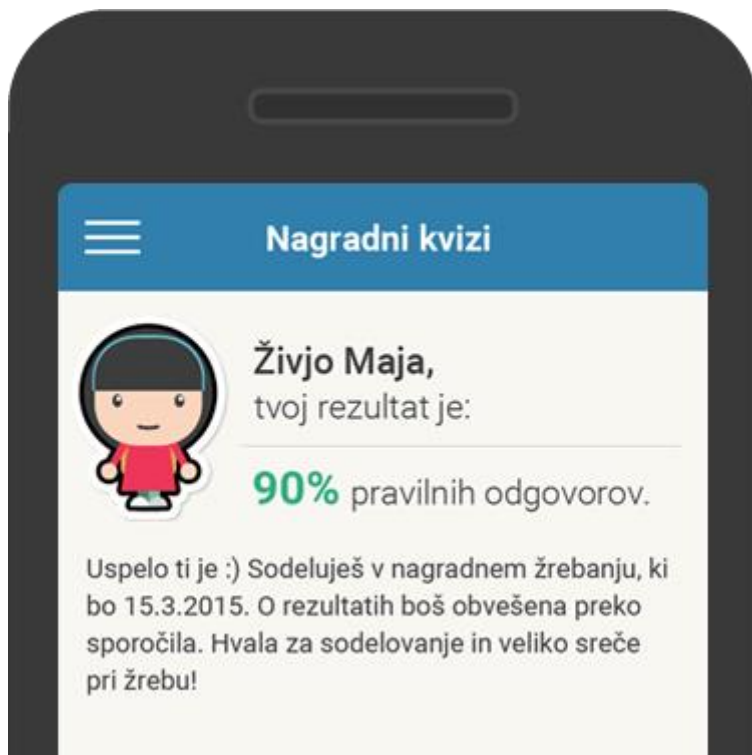 Nagradni kvizi
Živjo Maja,
tvoj rezultat je:
90% pravilnih odgovorov.
Uspelo ti je :) Sodeluješ v nagradnem žrebanju, ki
bo 15.3.2015. O rezultatih boš obvešena preko
sporočila. Hvala za sodelovanje in veliko sreče
pri žrebu!